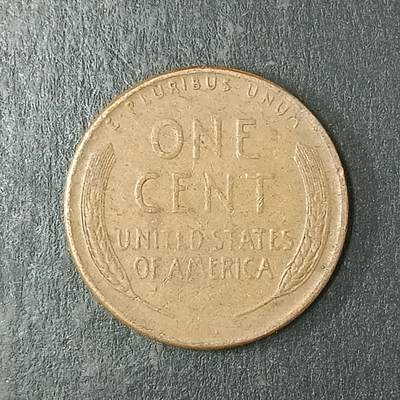 E·PLURIBUS·UNUM
ONE
CENT
UNITED STATES
OF AMERICA